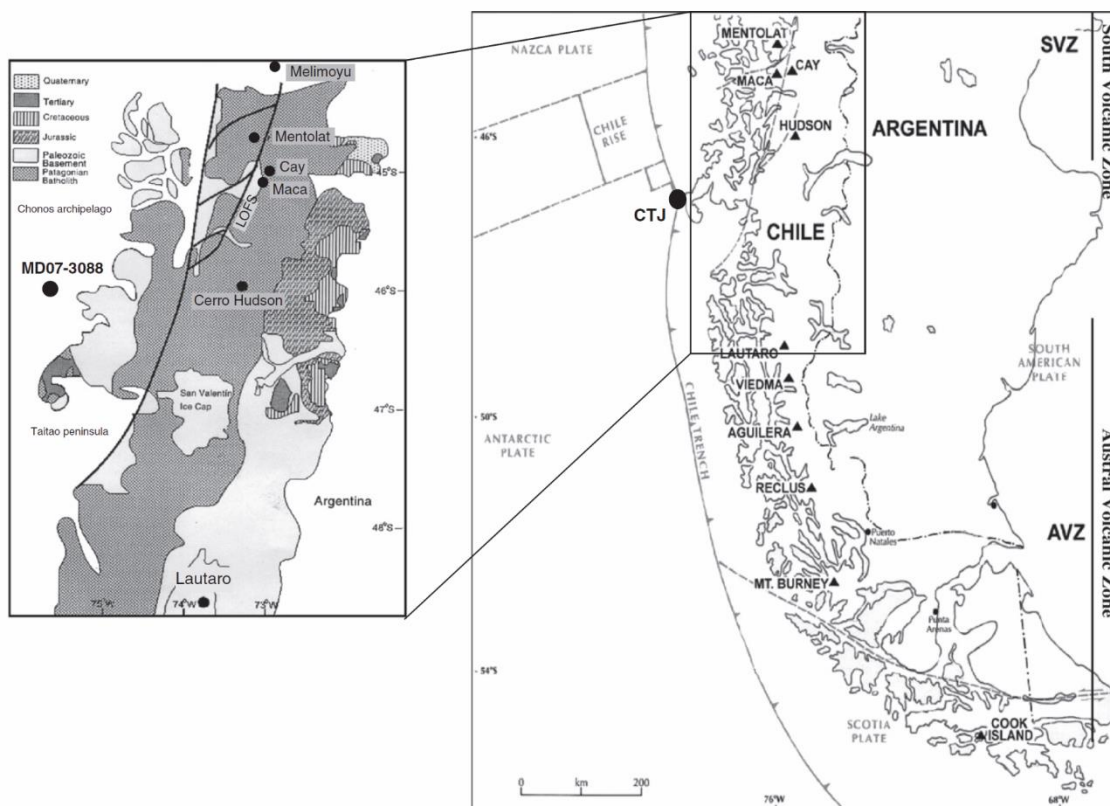 Quaternary
Tertiary
Cretaceous
Jurassic
Paleozoic
Basement
Patagonian
Batholith
Chonos archipelago
MD07-3088
Taitao peninsula
Melimoyu
Mentolat
Cay
Maca
LOFS
Cerro Hudson
San Valentin
Ice Cap
Argentina
Lautaro
45°S
46°S
47°S
48°S
74°W
73°W
NAZCA PLATE
CHILE
RISE
46°S
CTJ
ANTARCTIC
PLATE
50°S
54°S
CHILE TRENCH
MENTOLAT
MACA
CAY
HUDSON
ARGENTINA
CHILE
LAUTARO
VIEDMA
AGUILERA
RECLUS
MT. BURNEY
Lake
Argentina
Puerto
Natales
Punta
Arenas
SOUTH
AMERICAN
PLATE
SCOTIA
PLATE
COOK
ISLAND
SVZ
South Volcanic Zone
AVZ
Austral Volcanic Zone
0
km
200
76°W
68°W